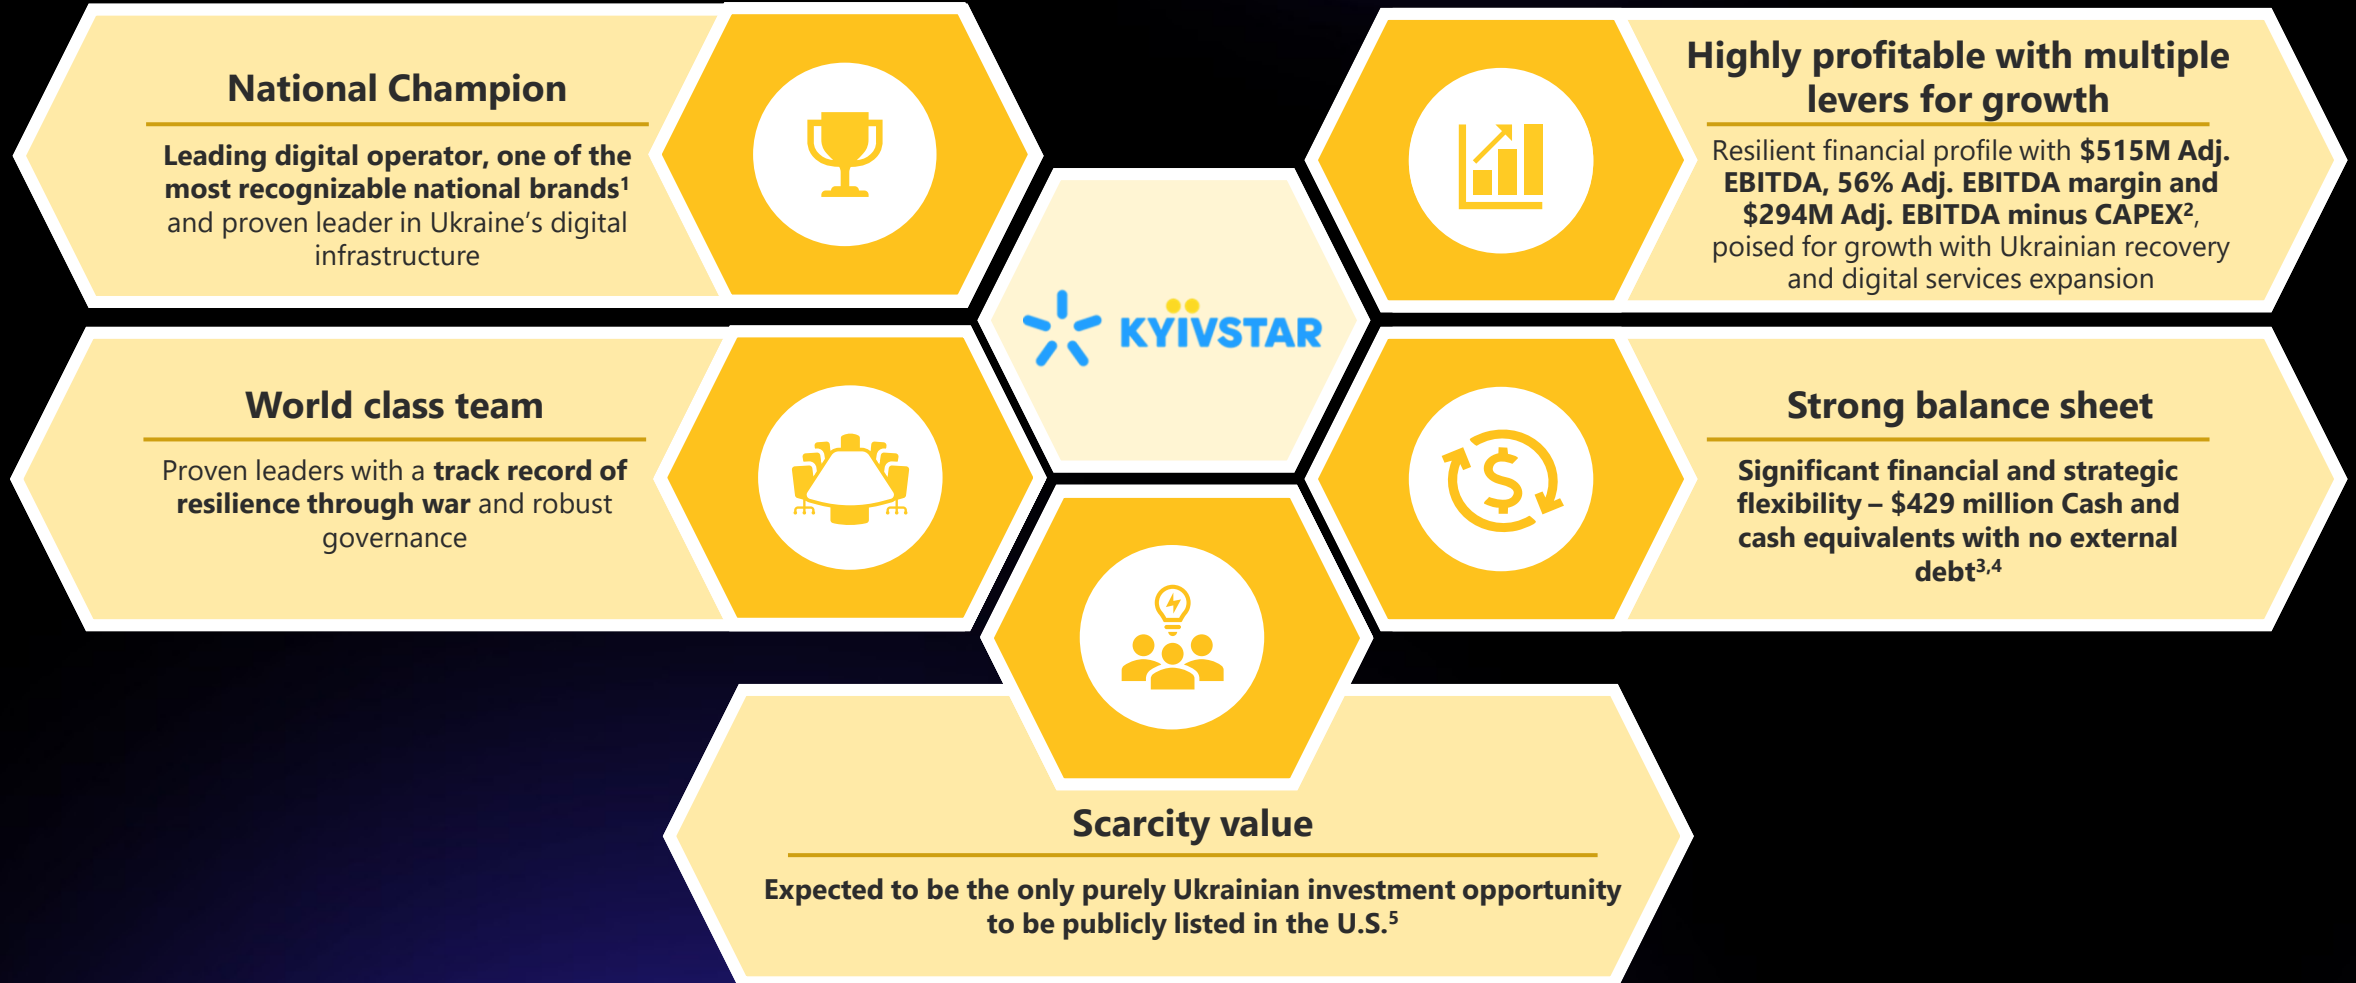 National Champion
Leading digital operator, one of the
most recognizable national brands¹
and proven leader in Ukraine’s digital
infrastructure
Highly profitable with multiple
levers for growth
Resilient financial profile with $515M Adj.
EBITDA, 56% Adj. EBITDA margin and
$294M Adj. EBITDA minus CAPEX²,
poised for growth with Ukrainian recovery
and digital services expansion
KYÏVSTAR
World class team
Proven leaders with a track record of
resilience through war and robust
governance
Strong balance sheet
Significant financial and strategic
flexibility – $429 million Cash and
cash equivalents with no external
debt³,⁴
Scarcity value
Expected to be the only purely Ukrainian investment opportunity
to be publicly listed in the U.S.⁵